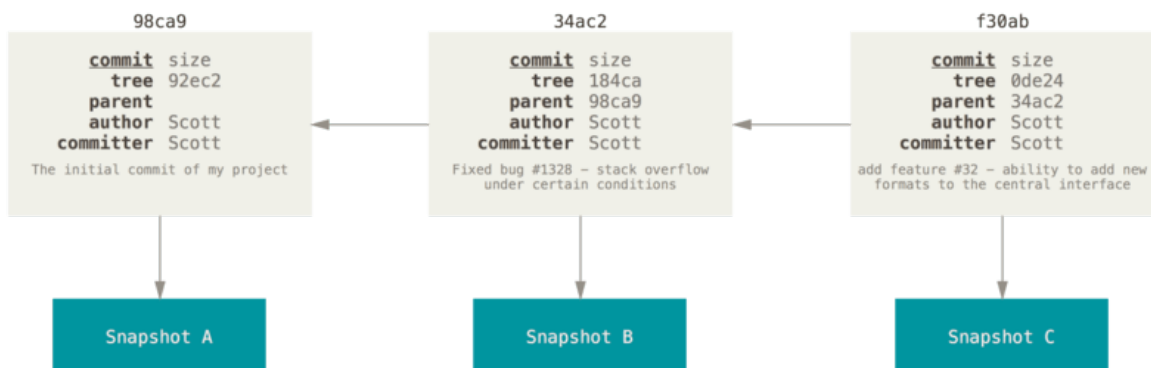 98ca9
commit size
tree 92ec2
parent
author Scott
committer Scott
The initial commit of my project
Snapshot A
34ac2
commit size
tree 184ca
parent 98ca9
author Scott
committer Scott
Fixed bug #1328 – stack overflow
under certain conditions
Snapshot B
f30ab
commit size
tree 0de24
parent 34ac2
author Scott
committer Scott
add feature #32 – ability to add new
formats to the central interface
Snapshot C